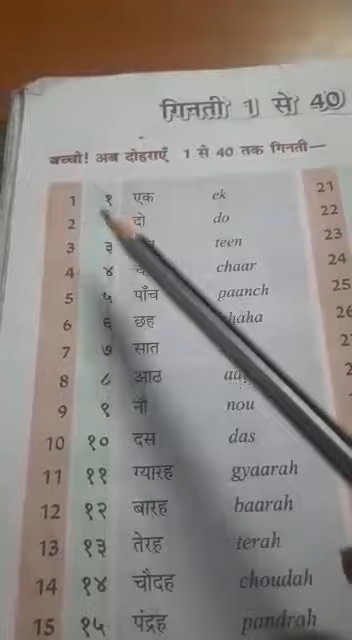 गिनती 1 से 40
बच्चो! अब दोहराएँ 1 से 40 तक गिनती—
1 १ एक ek 21
2 दो do 22
3 ३ teen 23
4 ४ chaar 24
5 ५ पाँच paanch 25
6 ६ छह
7 ७ सात
8 ८ आठ
9 ९ नौ nou
10 १० दस das
11 ११ ग्यारह gyaarah
12 १२ बारह baarah
13 १३ तेरह terah
14 १४ चौदह choudah
15 १५ पंद्रह pandrah